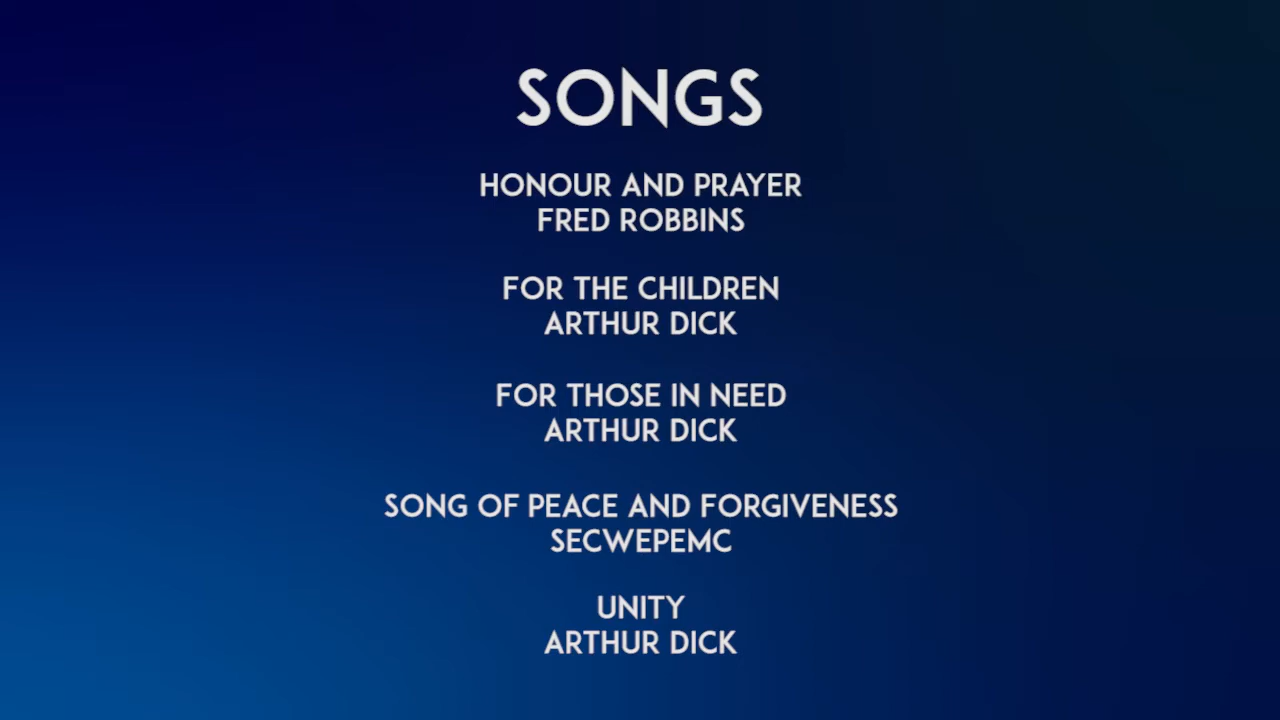 SONGS
HONOUR AND PRAYER
FRED ROBBINS
FOR THE CHILDREN
ARTHUR DICK
FOR THOSE IN NEED
ARTHUR DICK
SONG OF PEACE AND FORGIVENESS
SECWEPEMC
UNITY
ARTHUR DICK